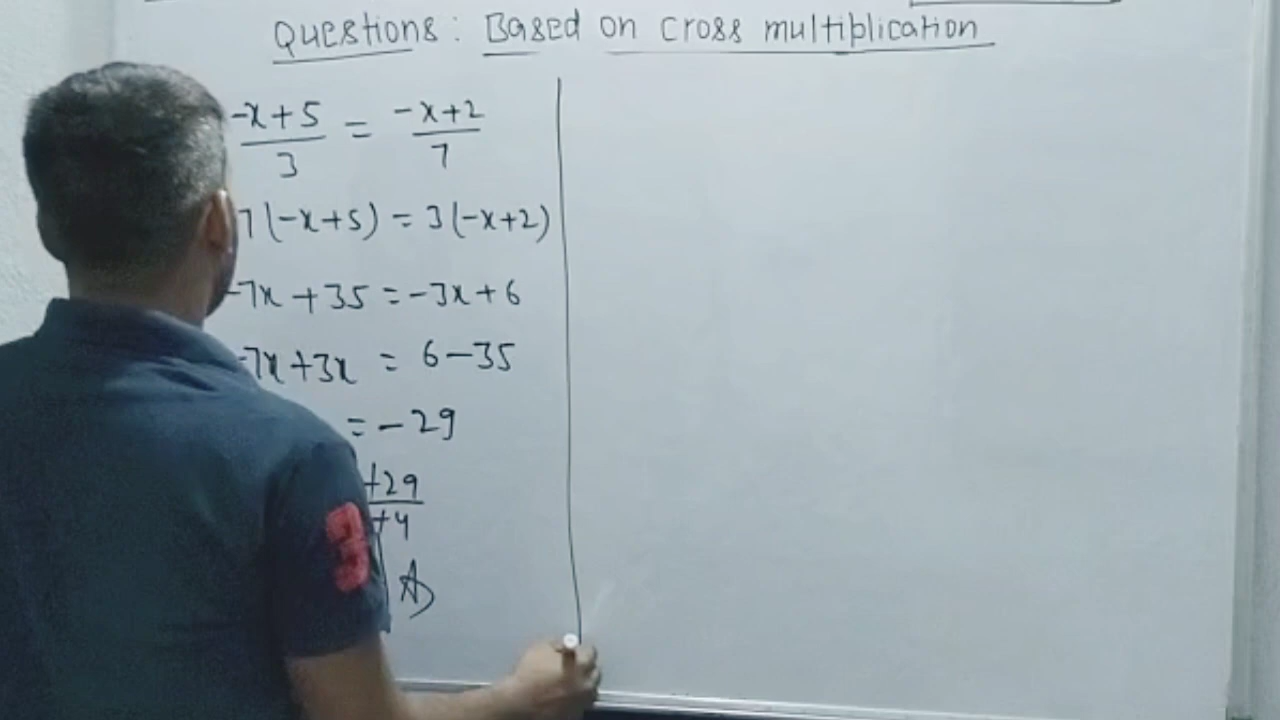 Questions : Based on cross multiplication
-x+5/3 = -x+2/7
7(-x+5) = 3(-x+2)
-7x + 35 = -3x + 6
-7x + 3x = 6 - 35
= - 29
+29/+4
A
3